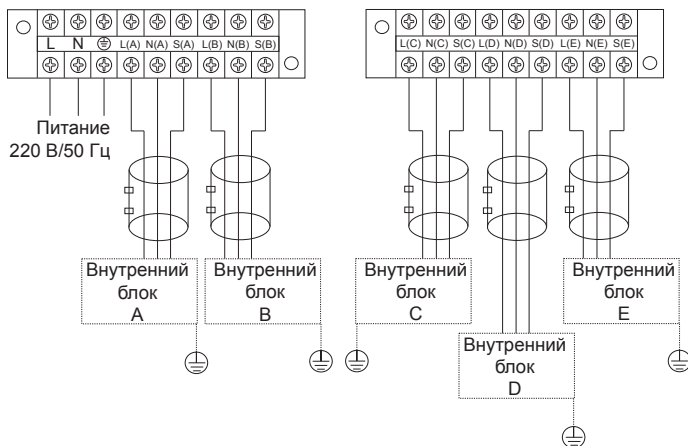 L N L(A) N(A) S(A) L(B) N(B) S(B)
L(C) N(C) S(C) L(D) N(D) S(D) L(E) N(E) S(E)
Питание
220 В/50 Гц
Внутренний
блок
A
Внутренний
блок
B
Внутренний
блок
C
Внутренний
блок
D
Внутренний
блок
E